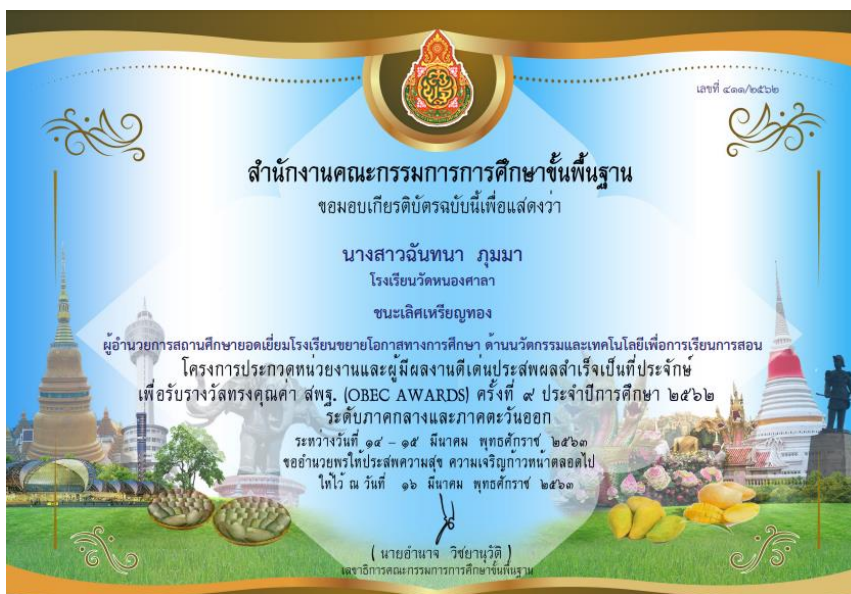 เลขที่ ๔๑๑/๒๕๖๒
สำนักงานคณะกรรมการการศึกษาขั้นพื้นฐาน
ขอมอบเกียรติบัตรฉบับนี้เพื่อแสดงว่า
นางสาวฉันทนา ภุมมา
โรงเรียนวัดหนองศาลา
ชนะเลิศเหรียญทอง
ผู้อำนวยการสถานศึกษายอดเยี่ยมโรงเรียนขยายโอกาสทางการศึกษา ด้านนวัตกรรมและเทคโนโลยีเพื่อการเรียนการสอน
โครงการประกวดหน่วยงานและผู้มีผลงานดีเด่นประสพผลสำเร็จเป็นที่ประจักษ์
เพื่อรับรางวัลทรงคุณค่า สพฐ. (OBEC AWARDS) ครั้งที่ ๙ ประจำปีการศึกษา ๒๕๖๒
ระดับภาคกลางและภาคตะวันออก
ระหว่างวันที่ ๑๔ – ๑๕ มีนาคม พุทธศักราช ๒๕๖๓
ขออำนวยพรให้ประสพความสุข ความเจริญก้าวหน้าตลอดไป
ให้ไว้ ณ วันที่ ๑๖ มีนาคม พุทธศักราช ๒๕๖๓
( นายอำนาจ วิชยานุวัติ )
เลขาธิการคณะกรรมการการศึกษาขั้นพื้นฐาน